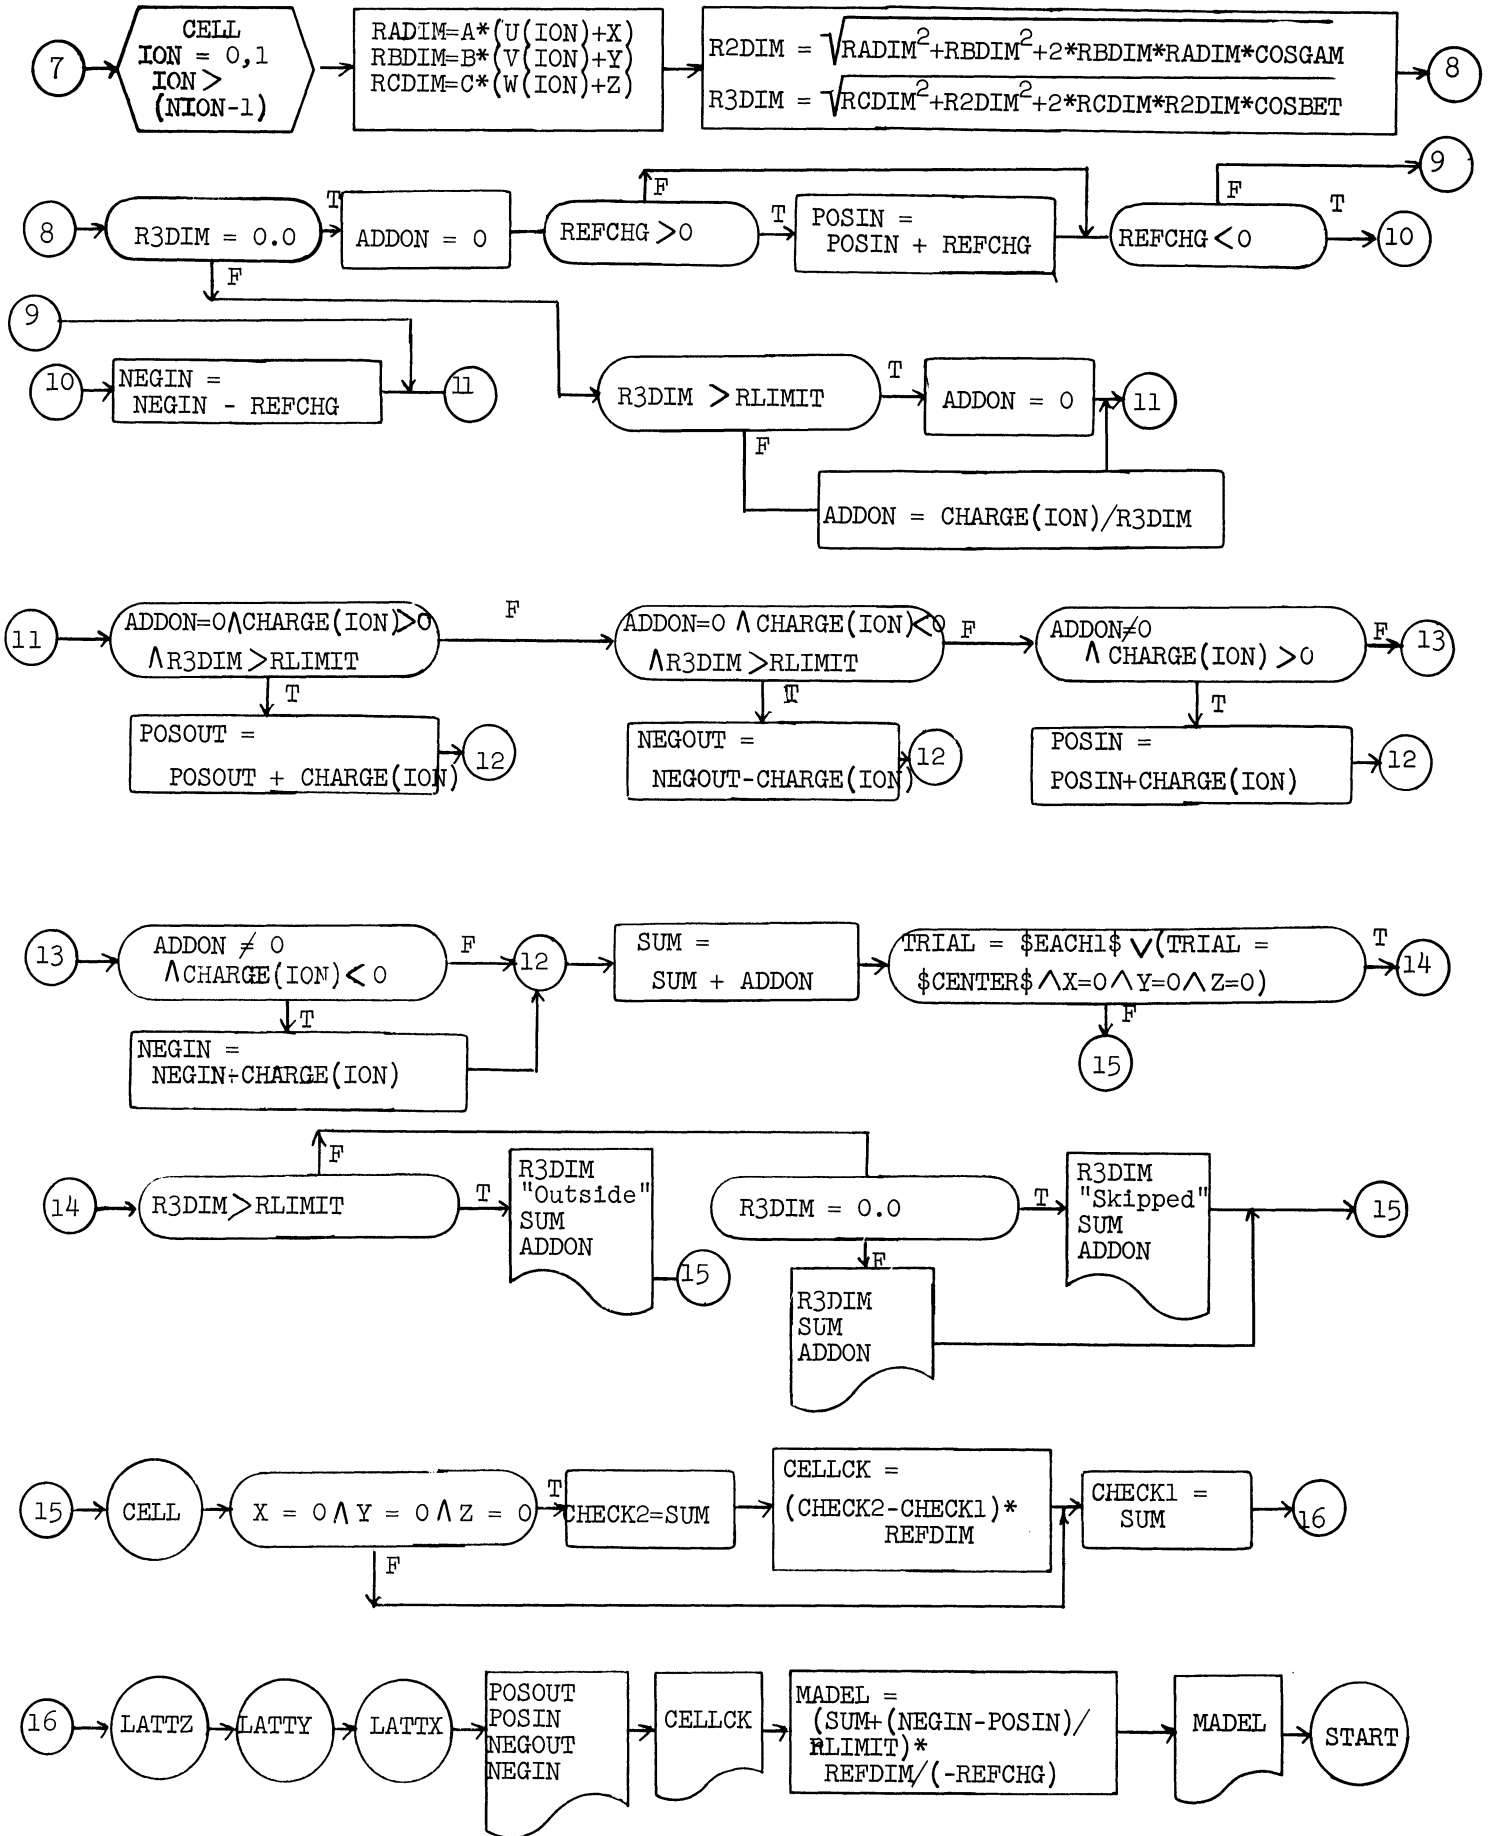 7
CELL
ION = 0,1
ION >
(NION-1)
RADIM=A*(U(ION)+X)
RBDIM=B*(V(ION)+Y)
RCDIM=C*(W(ION)+Z)
R2DIM = √RADIM²+RBDIM²+2*RBDIM*RADIM*COSGAM
R3DIM = √RCDIM²+R2DIM²+2*RCDIM*R2DIM*COSBET
8
8
R3DIM = 0.0
T
F
ADDON = 0
REFCHG >0
F
T
POSIN =
POSIN + REFCHG
REFCHG <0
F
9
T
10
9
10
NEGIN =
NEGIN - REFCHG
11
R3DIM >RLIMIT
T
F
ADDON = 0
11
ADDON = CHARGE(ION)/R3DIM
11
ADDON=0∧CHARGE(ION)>0
∧R3DIM>RLIMIT
F
T
POSOUT =
POSOUT + CHARGE(ION)
12
ADDON=0 ∧CHARGE(ION)<0
∧R3DIM>RLIMIT
F
T
NEGOUT =
NEGOUT-CHARGE(ION)
12
ADDON≠0
∧ CHARGE(ION) >0
F
13
T
POSIN =
POSIN+CHARGE(ION)
12
13
ADDON ≠ 0
∧CHARGE(ION)< 0
F
T
NEGIN =
NEGIN-CHARGE(ION)
12
SUM =
SUM + ADDON
TRIAL = $EACH1$ ∨(TRIAL =
$CENTER$ ∧X=0∧Y=0∧Z=0)
T
14
F
15
14
R3DIM>RLIMIT
F
T
R3DIM
"Outside"
SUM
ADDON
15
R3DIM = 0.0
T
F
R3DIM
SUM
ADDON
R3DIM
"Skipped"
SUM
ADDON
15
15
CELL
X = 0∧Y = 0∧Z = 0
T
F
CHECK2=SUM
CELLCK =
(CHECK2-CHECK1)*
REFDIM
CHECK1 =
SUM
16
16
LATTZ
LATTY
LATTX
POSOUT
POSIN
NEGOUT
NEGIN
CELLCK
MADEL =
(SUM+(NEGIN-POSIN)/
RLIMIT)*
REFDIM/(-REFCHG)
MADEL
START